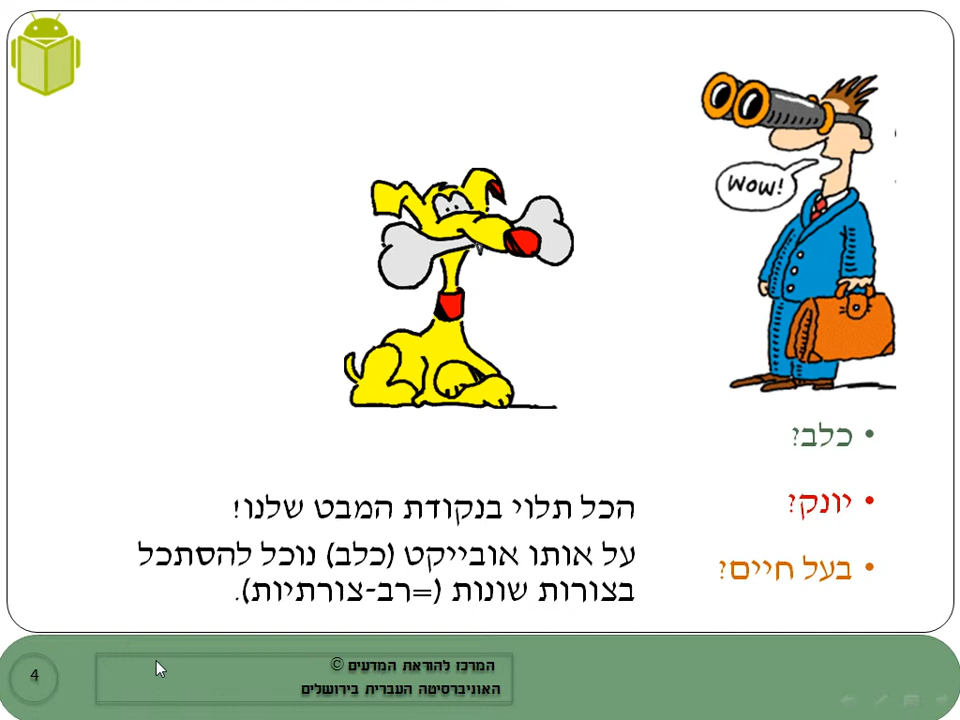 WOW!
כלב?
יונק?
בעל חיים?
הכל תלוי בנקודת המבט שלנו!
על אותו אובייקט (כלב) נוכל להסתכל
בצורות שונות (=רב-צורתיות).
המרכז להוראת המדעים ©
האוניברסיטה העברית בירושלים
4